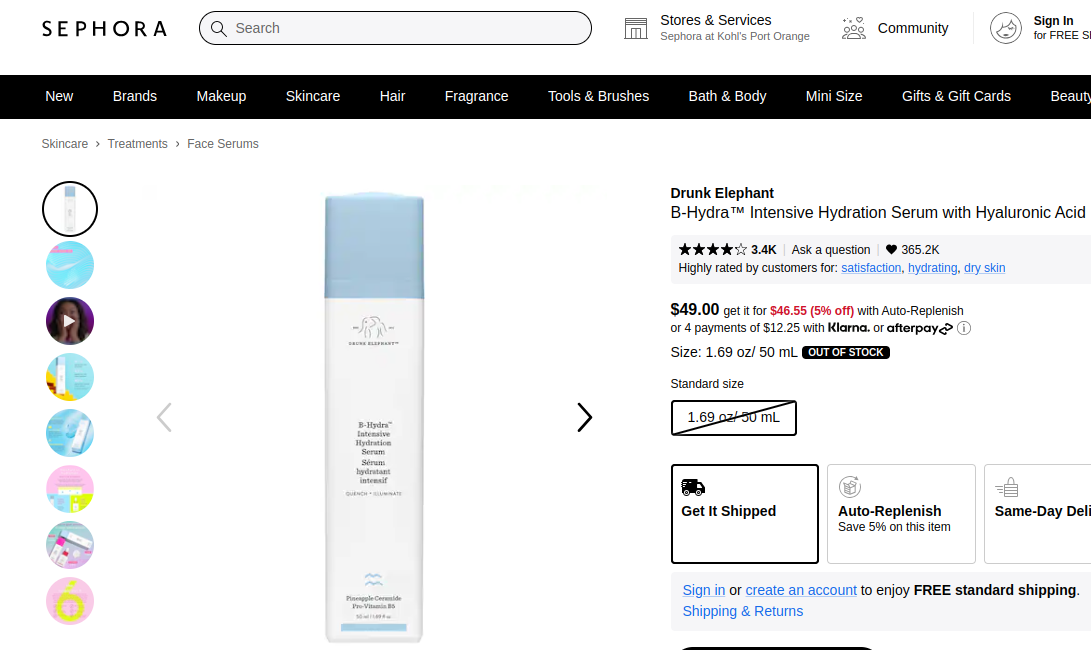 SEPHORA
Search
Stores & Services
Sephora at Kohl's Port Orange
Community
Sign In
for FREE
New Brands Makeup Skincare Hair Fragrance Tools & Brushes Bath & Body Mini Size Gifts & Gift Cards Beauty
Skincare › Treatments › Face Serums
Drunk Elephant
B-Hydra™ Intensive Hydration Serum with Hyaluronic Acid
3.4K | Ask a question | 365.2K
Highly rated by customers for: satisfaction, hydrating, dry skin
$49.00 get it for $46.55 (5% off) with Auto-Replenish
or 4 payments of $12.25 with Klarna. or afterpay
Size: 1.69 oz/ 50 mL OUT OF STOCK
Standard size
1.69 oz/ 50 mL
Get It Shipped
Auto-Replenish
Save 5% on this item
Same-Day
Sign in or create an account to enjoy FREE standard shipping.
Shipping & Returns
DRUNK ELEPHANT™
B-Hydra™
Intensive
Hydration
Serum
Sérum
hydratant
intensif
QUENCH + ILLUMINATE
Pineapple Ceramide
Pro-Vitamin B5
50 ml / 1.69 fl oz
6